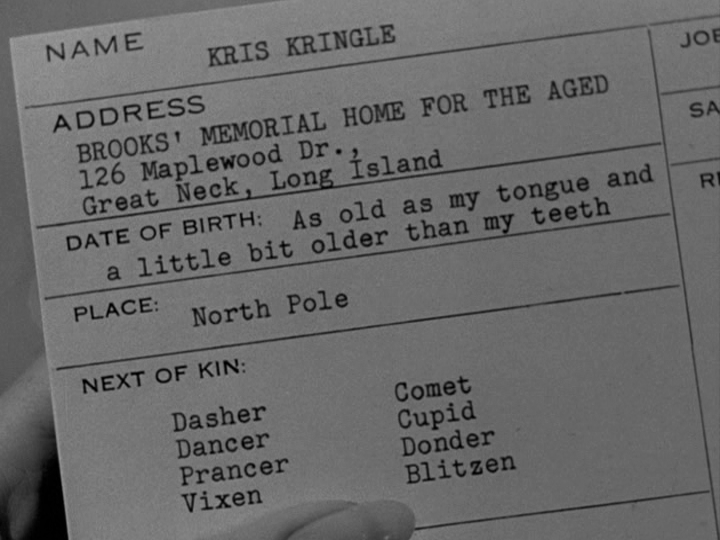 NAME KRIS KRINGLE
ADDRESS
BROOKS' MEMORIAL HOME FOR THE AGED
126 Maplewood Dr.,
Great Neck, Long Island
DATE OF BIRTH: As old as my tongue and
a little bit older than my teeth
PLACE: North Pole
NEXT OF KIN:
Dasher Comet
Dancer Cupid
Prancer Donder
Vixen Blitzen